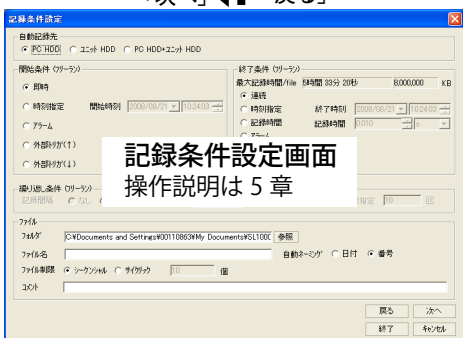 「次へ」 「戻る」
記録条件設定
自動記録先
PC HDD ユニット HDD PC HDD+ユニット HDD
開始条件 (フリーラン)
即時
時刻指定 開始時刻 2008/08/21 10:24:03
アラーム
外部トリガ(↑)
外部トリガ(↓)
終了条件 (フリーラン)
最大記録時間/file 5時間 33分 20秒 8,000,000 KB
連続
時刻指定 終了時刻 2008/08/21 10:24:03
記録時間 記録時間 0.010 s
アラーム
記録条件設定画面
操作説明は 5 章
繰り返し条件 (フリーラン)
記録間隔 なし 指定 10 回
ファイル
フォルダ C:¥Documents and Settings¥00110863¥My Documents¥SL1000 参照
ファイル名 自動ネーミング 日付 番号
ファイル制限 シーケンシャル サイクリック 10 個
コメント
戻る 次へ
終了 キャンセル